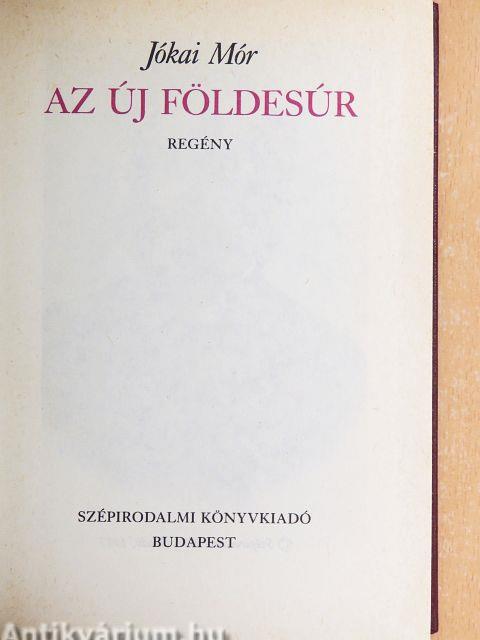 Jókai Mór
AZ ÚJ FÖLDESÚR
REGÉNY
SZÉPIRODALMI KÖNYVKIADÓ
BUDAPEST
Antikvárium.hu